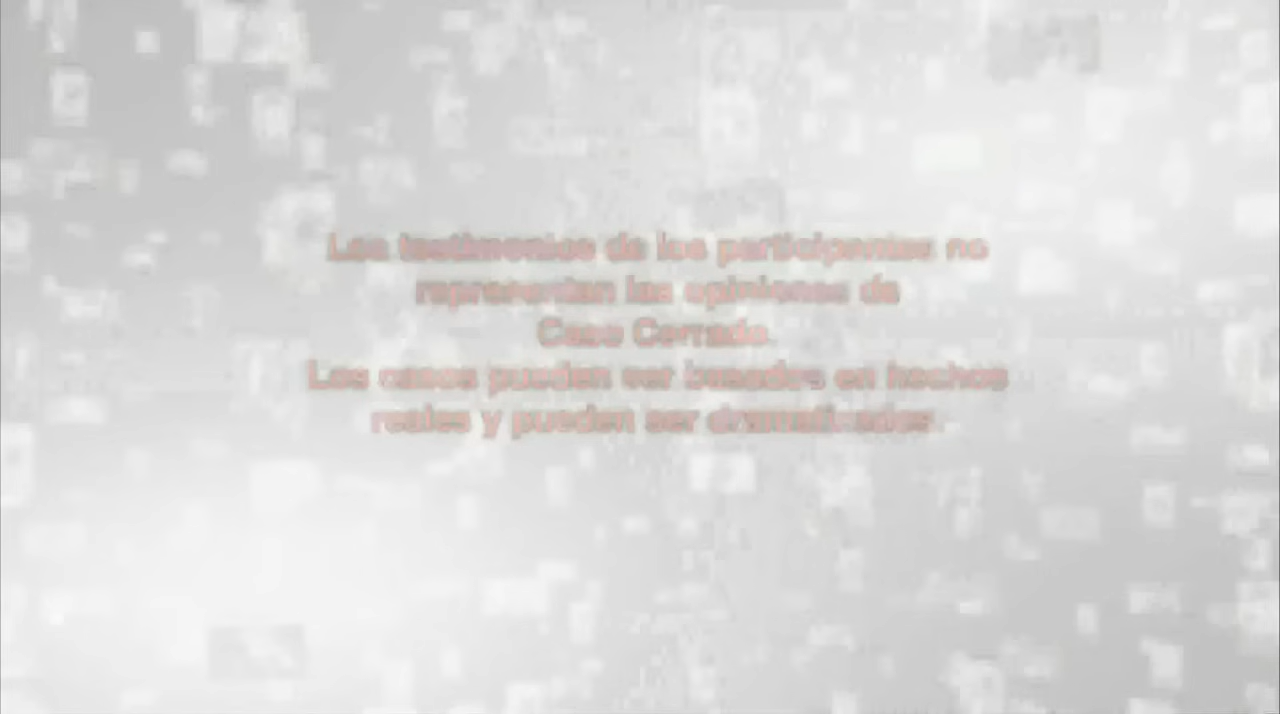 Los testimonios de los participantes no
representan las opiniones de
Caso Cerrado.
Los casos pueden ser basados en hechos
reales y pueden ser dramatizados.